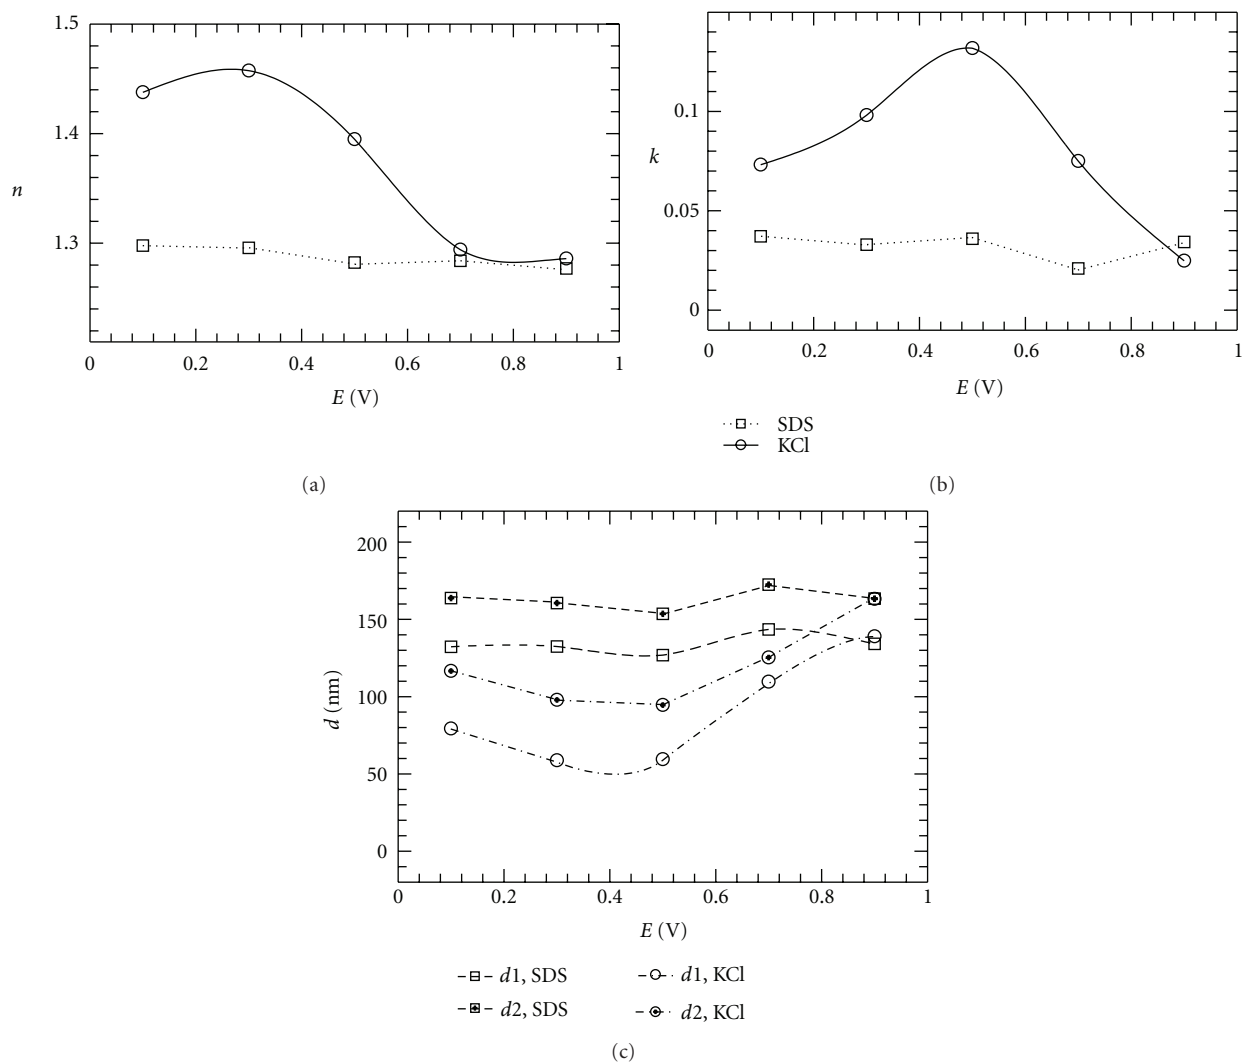 1.5
1.4
n
1.3
0 0.2 0.4 0.6 0.8 1
E (V)
(a)
0.1
k
0.05
0
0 0.2 0.4 0.6 0.8 1
E (V)
SDS
KCl
(b)
200
150
d (nm)
100
50
0
0 0.2 0.4 0.6 0.8 1
E (V)
d1, SDS d1, KCl
d2, SDS d2, KCl
(c)